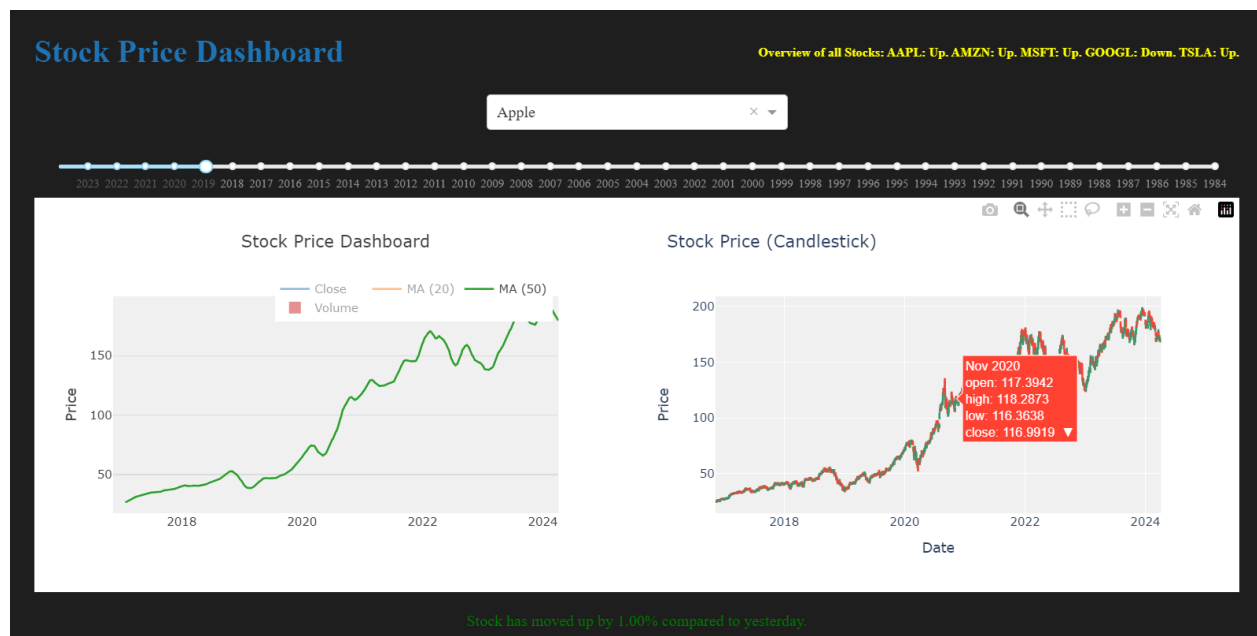 Stock Price Dashboard
Overview of all Stocks: AAPL: Up. AMZN: Up. MSFT: Up. GOOGL: Down. TSLA: Up.
Apple
2023 2022 2021 2020 2019 2018 2017 2016 2015 2014 2013 2012 2011 2010 2009 2008 2007 2006 2005 2004 2003 2002 2001 2000 1999 1998 1997 1996 1995 1994 1993 1992 1991 1990 1989 1988 1987 1986 1985 1984
Stock Price Dashboard
Close MA (20) MA (50)
Volume
150
100
50
Price
2018 2020 2022 2024
Stock Price (Candlestick)
200
150
100
50
Price
Nov 2020
open: 117.3942
high: 118.2873
low: 116.3638
close: 116.9919 ▼
2018 2020 2022 2024
Date
Stock has moved up by 1.00% compared to yesterday.